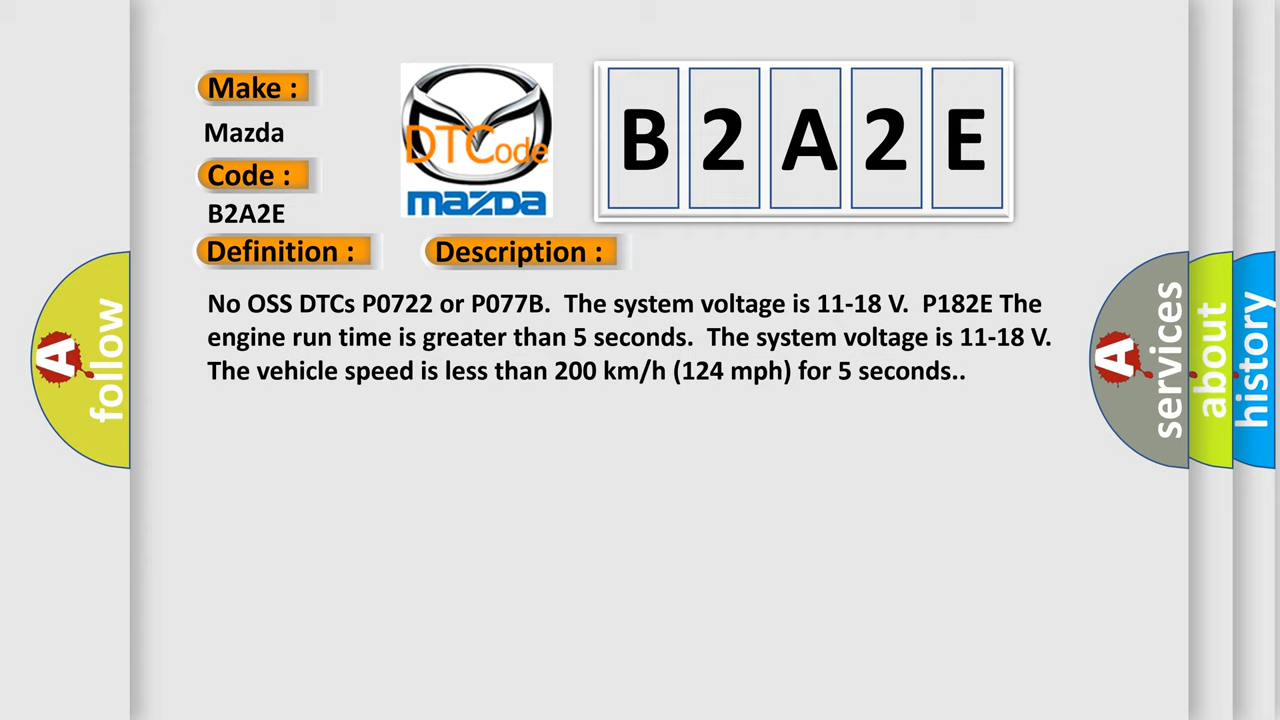 Make :
Mazda
Code :
B2A2E
Definition :
Description :
DTCode
mazda
B2A2E
No OSS DTCs P0722 or P077B.  The system voltage is 11-18 V.  P182E The
engine run time is greater than 5 seconds.  The system voltage is 11-18 V.
The vehicle speed is less than 200 km/h (124 mph) for 5 seconds..
A
follow
A
services
about
history